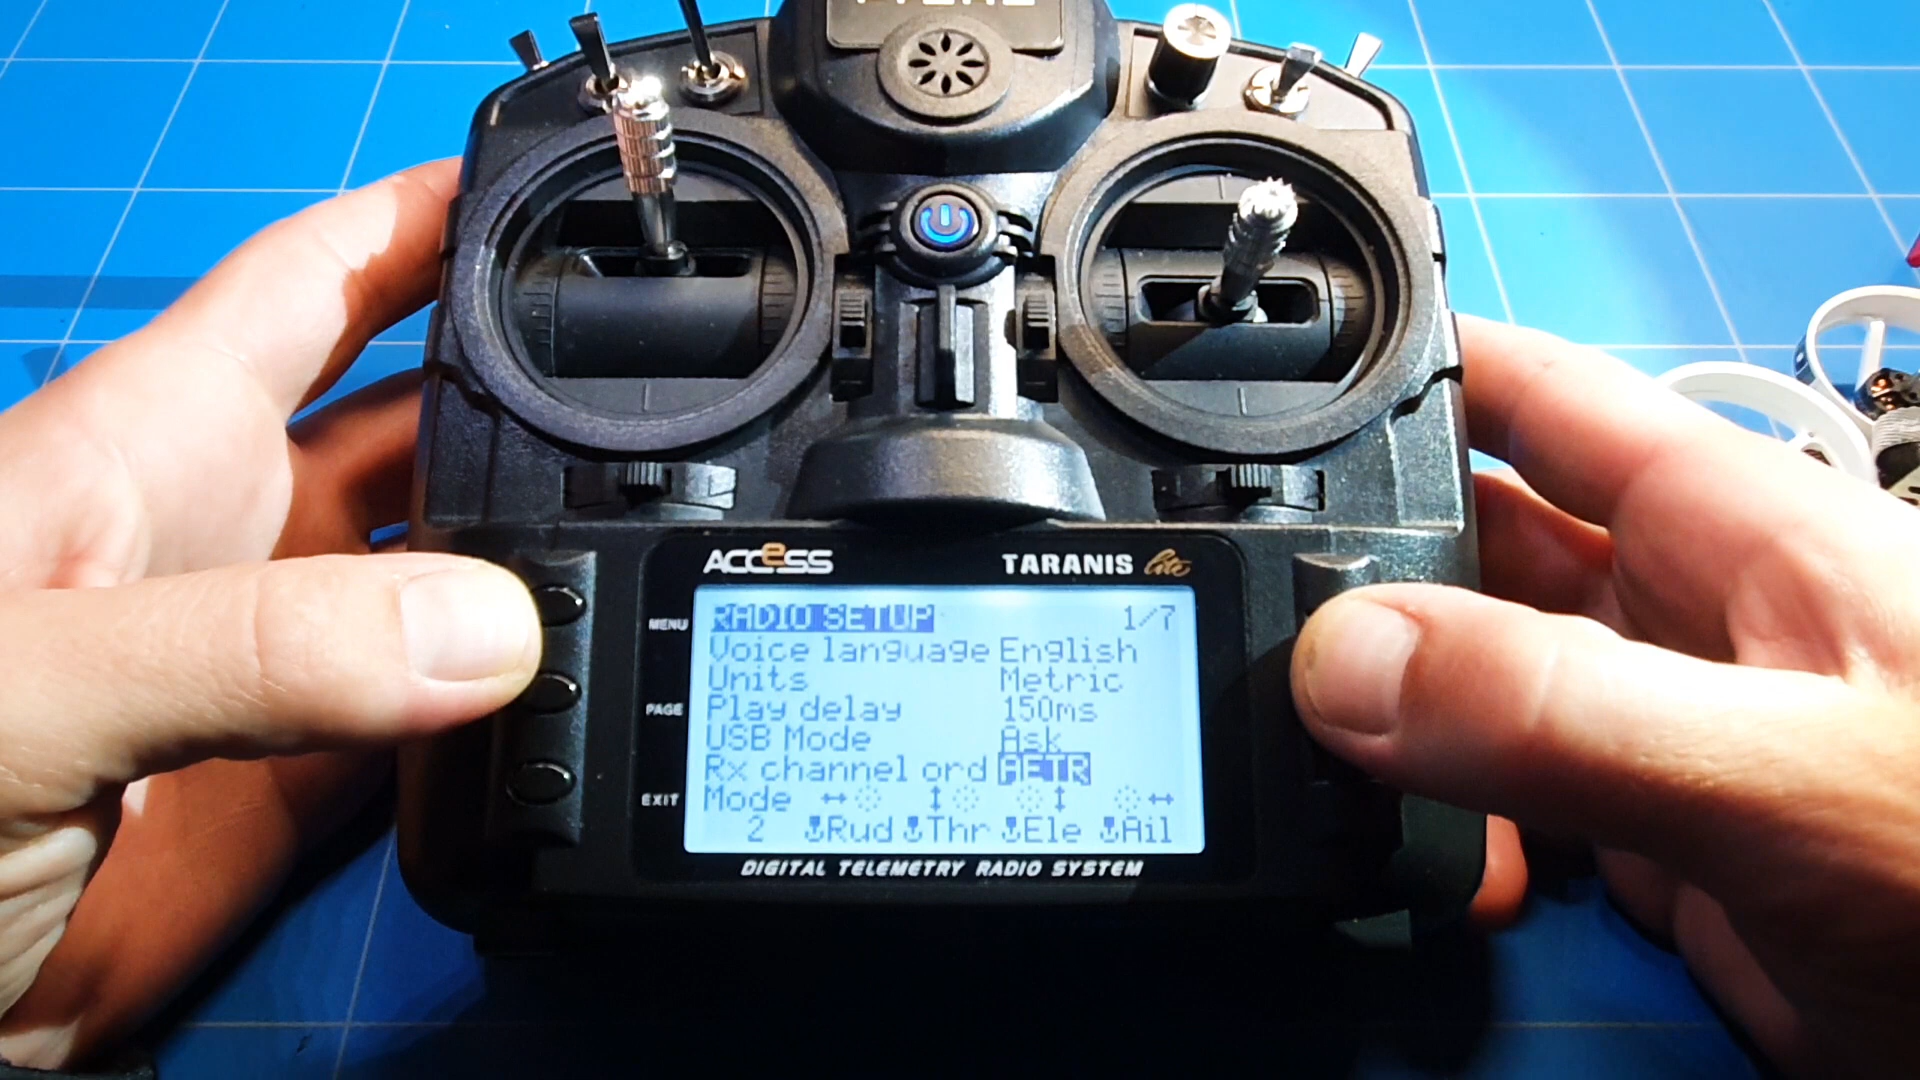 ACCeSS TARANIS lite
MENU
PAGE
EXIT
RADIO SETUP 1/7
Voice language English
Units Metric
Play delay 150ms
USB Mode Ask
Rx channel ord AETR
Mode
2 Rud Thr Ele Ail
DIGITAL TELEMETRY RADIO SYSTEM